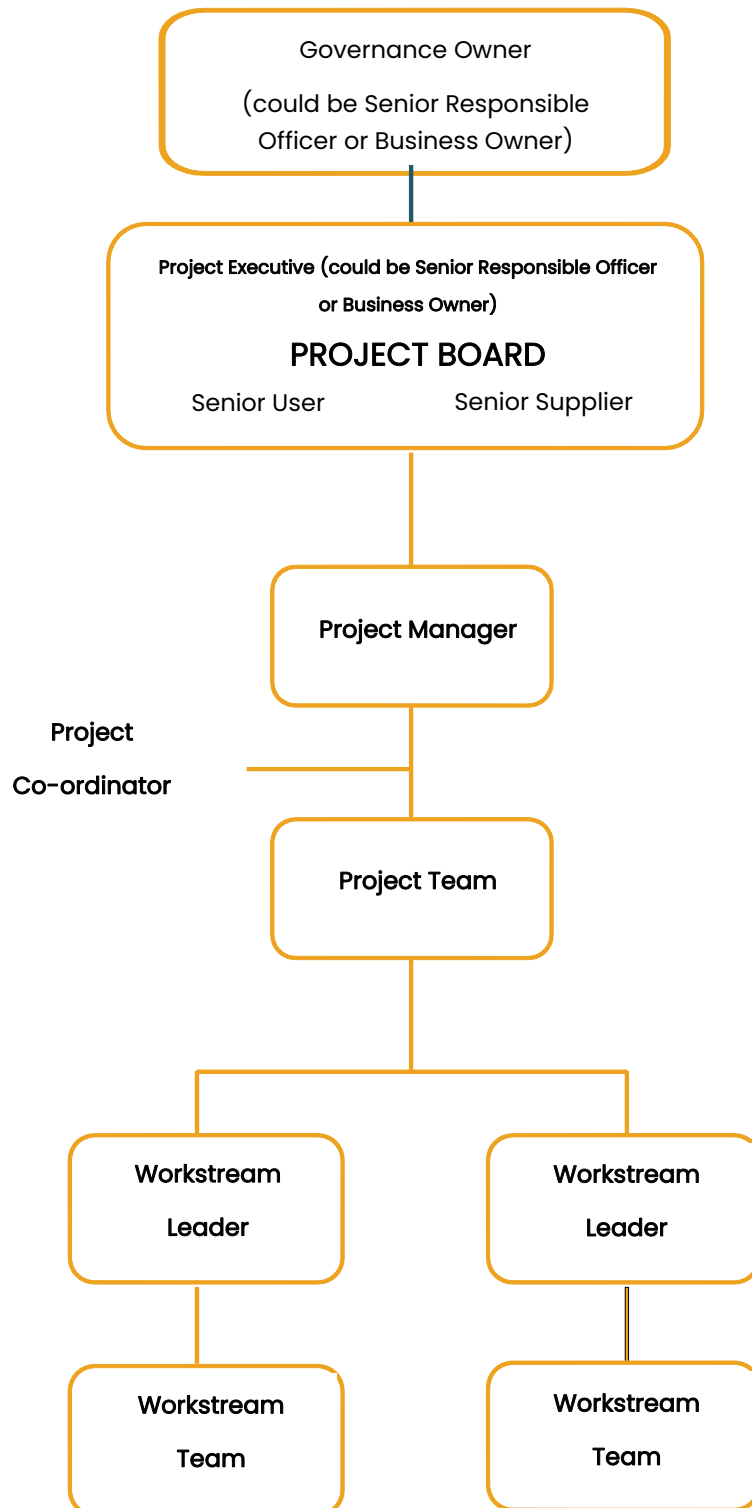 Governance Owner
(could be Senior Responsible
Officer or Business Owner)
Project Executive (could be Senior Responsible Officer
or Business Owner)
PROJECT BOARD
Senior User
Senior Supplier
Project Manager
Project
Co-ordinator
Project Team
Workstream
Leader
Workstream
Leader
Workstream
Team
Workstream
Team